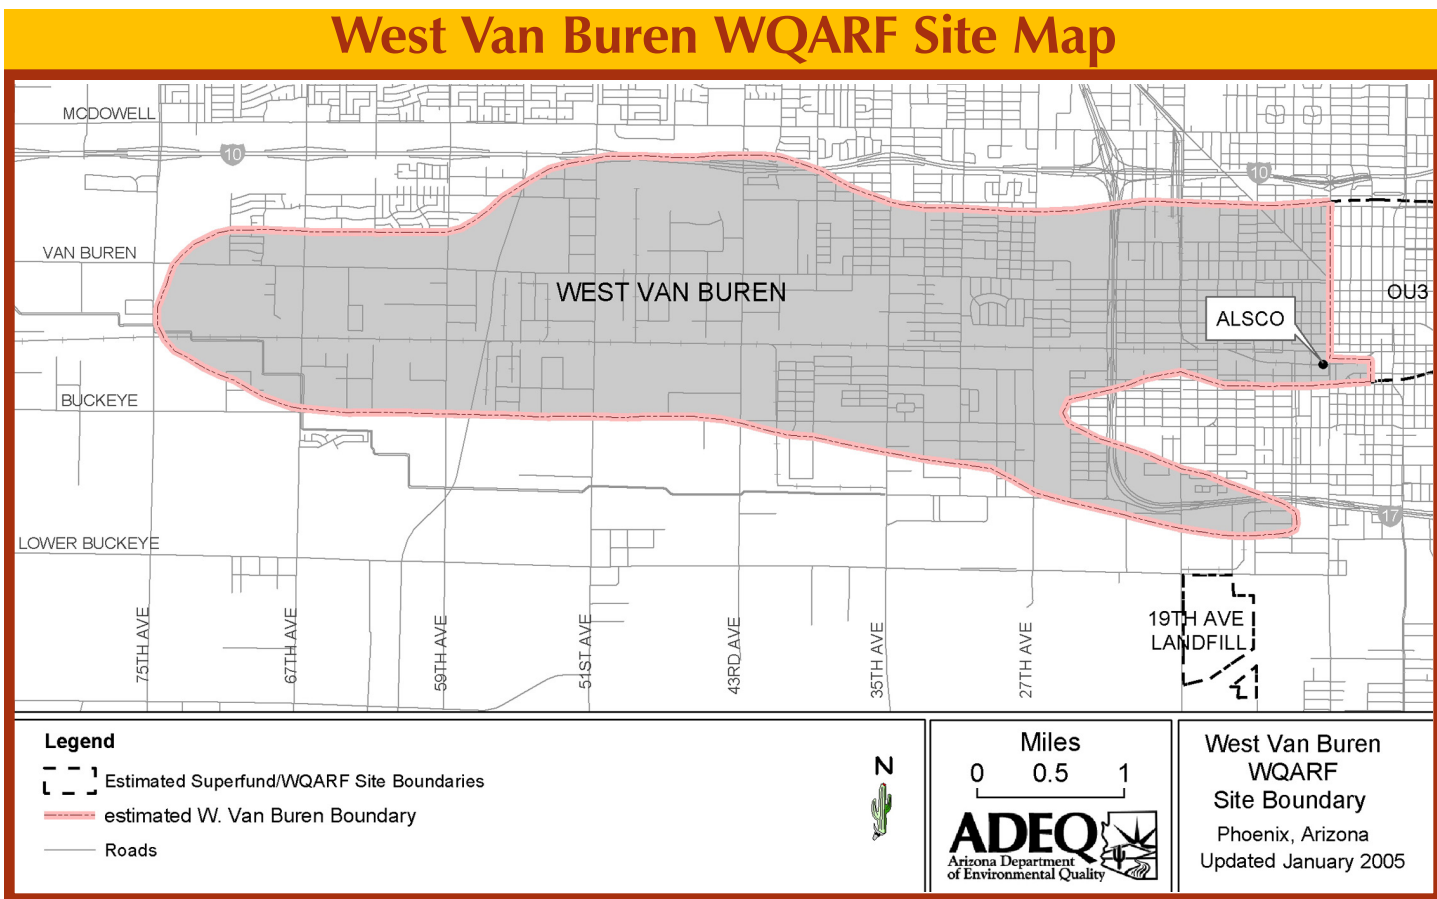 West Van Buren WQARF Site Map
MCDOWELL
10
10
VAN BUREN
OU3
WEST VAN BUREN
ALSCO
BUCKEYE
17
LOWER BUCKEYE
19TH AVE
LANDFILL
75TH AVE
67TH AVE
59TH AVE
51ST AVE
43RD AVE
35TH AVE
27TH AVE
Legend
Estimated Superfund/WQARF Site Boundaries
estimated W. Van Buren Boundary
Roads
N
Miles
0 0.5 1
ADEQ
Arizona Department
of Environmental Quality
West Van Buren
WQARF
Site Boundary
Phoenix, Arizona
Updated January 2005